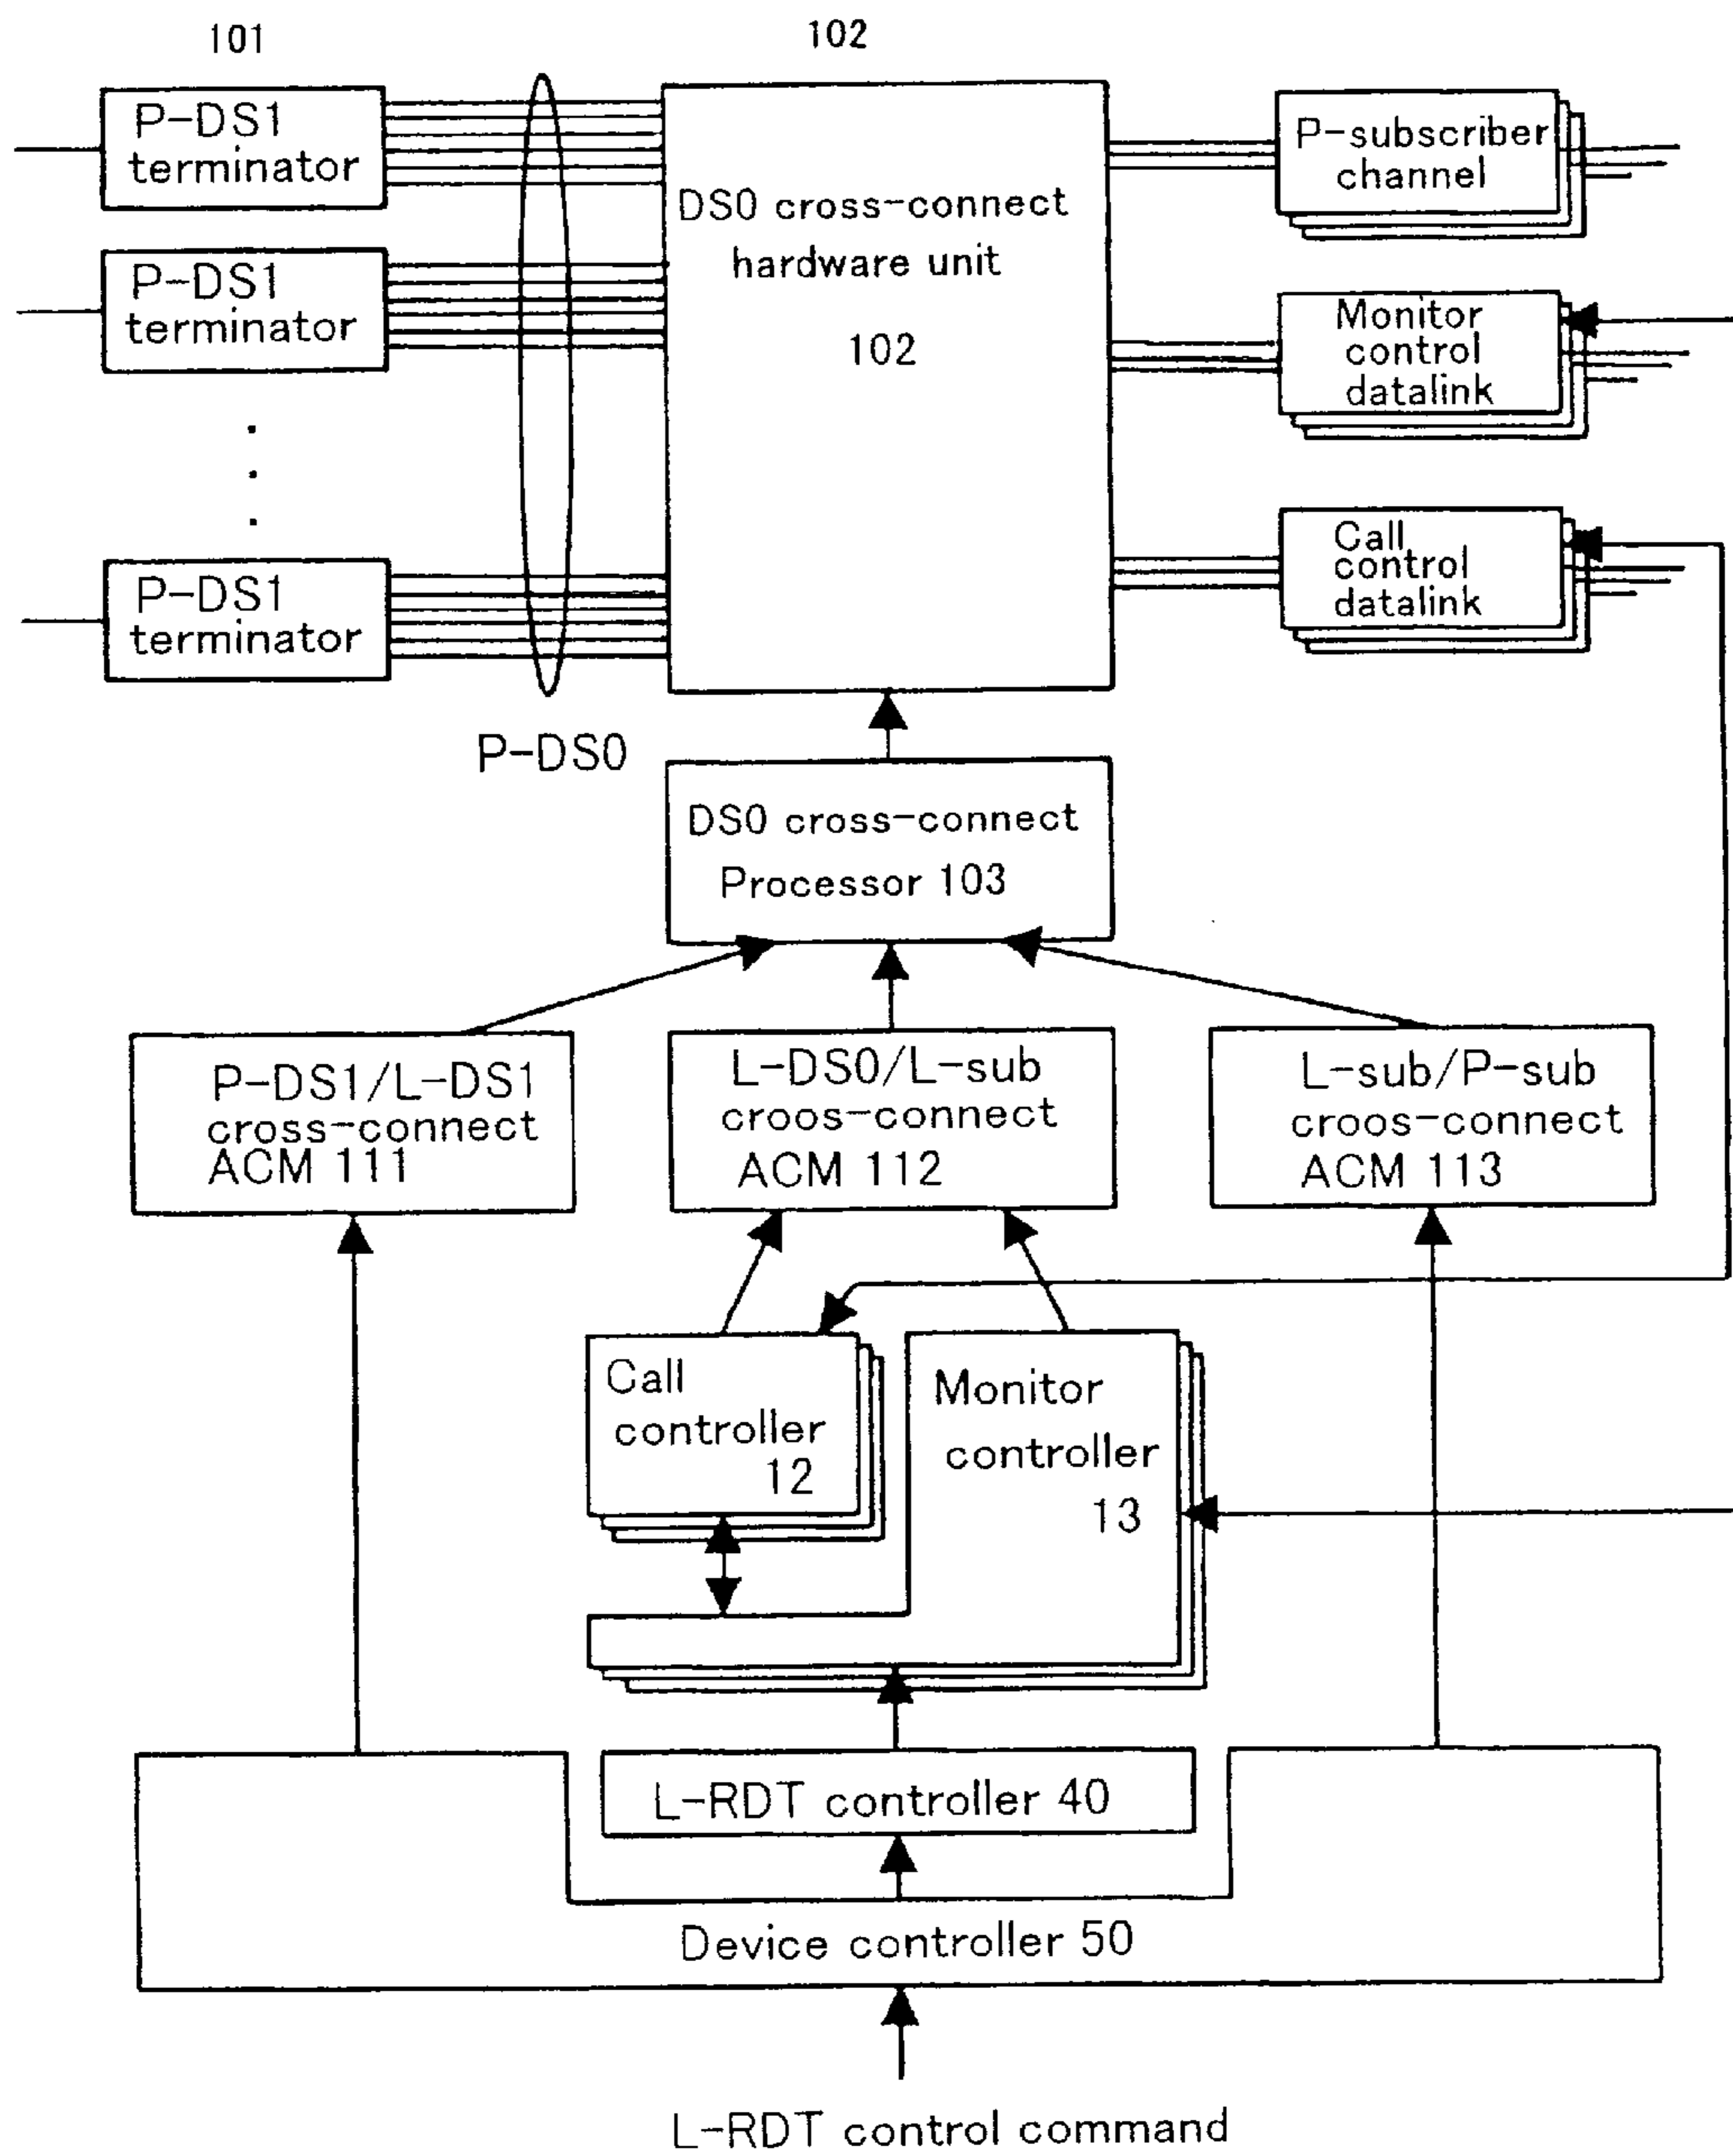 101
102
P-DS1
terminator
DS0 cross-connect
hardware unit
102
P-subscriber
channel
P-DS1
terminator
Monitor
control
datalink
P-DS1
terminator
Call
control
datalink
P-DS0
DS0 cross-connect
Processor 103
P-DS1/L-DS1
cross-connect
ACM 111
L-DS0/L-sub
croos-connect
ACM 112
L-sub/P-sub
croos-connect
ACM 113
Call
controller
12
Monitor
controller
13
L-RDT controller 40
Device controller 50
L-RDT control command